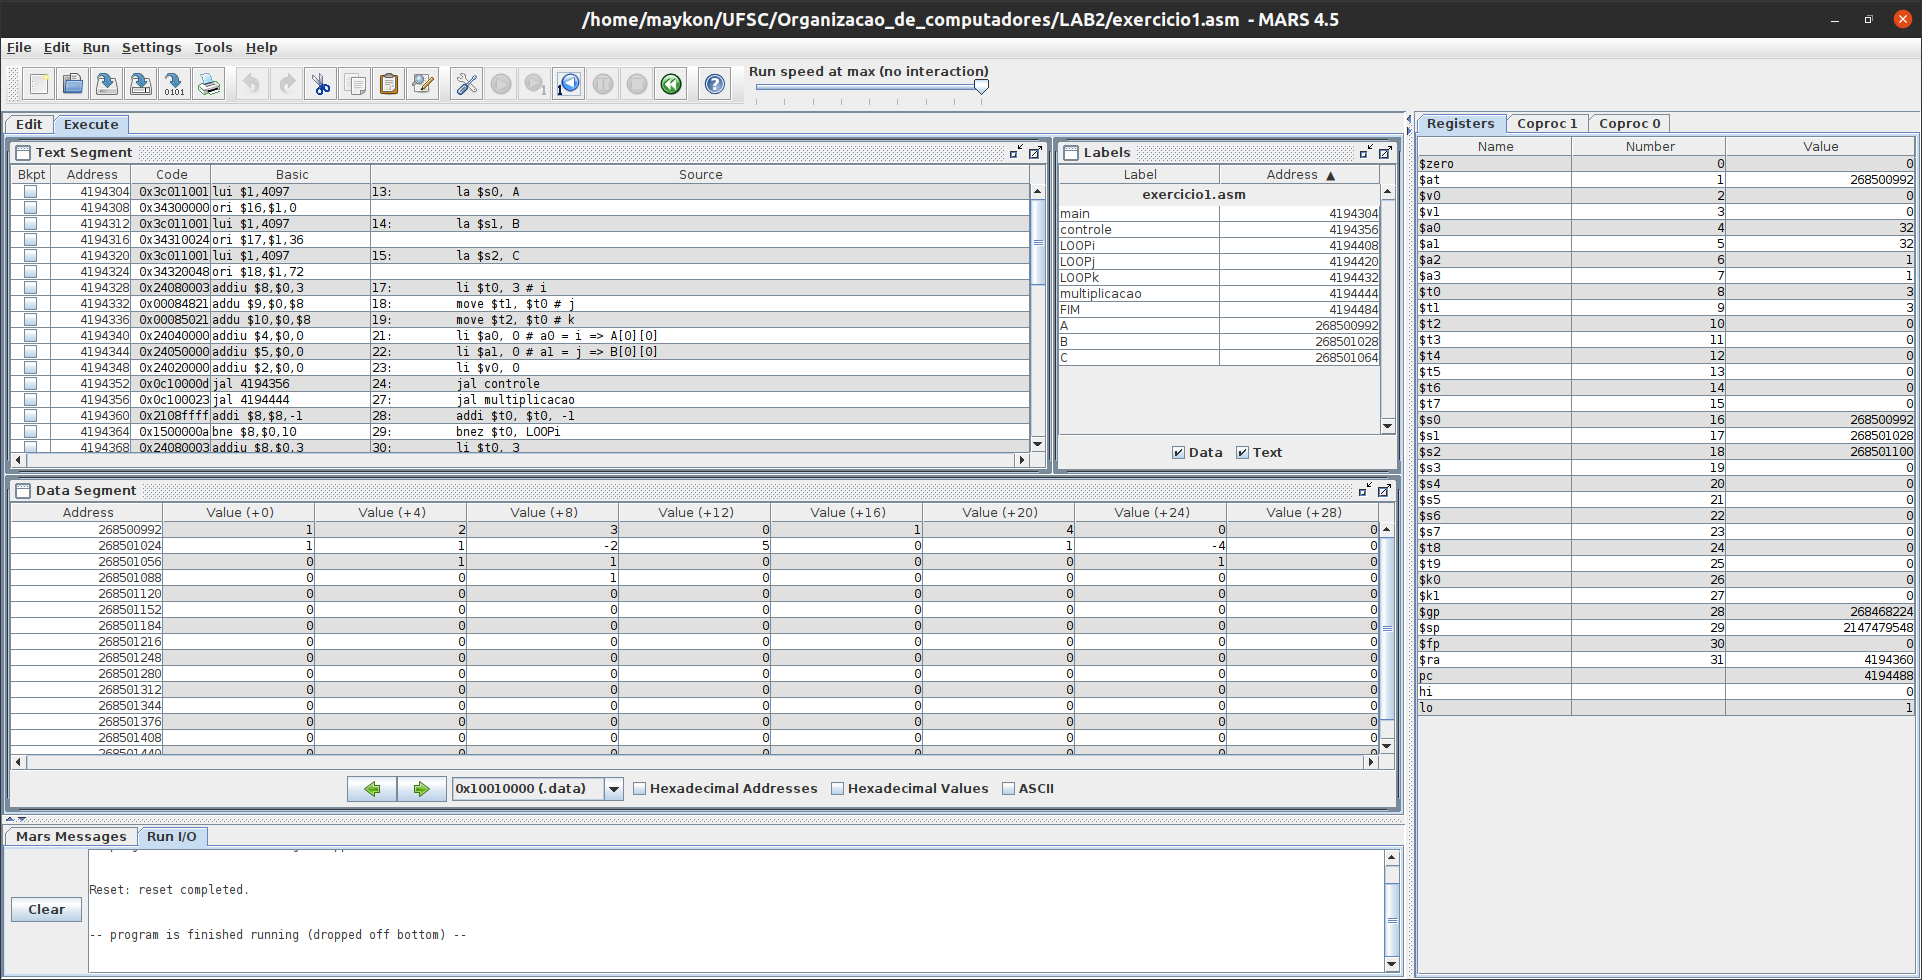 /home/maykon/UFSC/Organizacao_de_computadores/LAB2/exercicio1.asm - MARS 4.5
File Edit Run Settings Tools Help
Run speed at max (no interaction)
Edit Execute
Text Segment
Bkpt Address Code Basic Source
4194304 0x3c011001 lui $1,4097 13: la $s0, A
4194308 0x34300000 ori $16,$1,0
4194312 0x3c011001 lui $1,4097 14: la $s1, B
4194316 0x34310024 ori $17,$1,36
4194320 0x3c011001 lui $1,4097 15: la $s2, C
4194324 0x34320048 ori $18,$1,72
4194328 0x24080003 addiu $8,$0,3 17: li $t0, 3 # i
4194332 0x00084821 addu $9,$0,$8 18: move $t1, $t0 # j
4194336 0x00085021 addu $10,$0,$8 19: move $t2, $t0 # k
4194340 0x24040000 addiu $4,$0,0 21: li $a0, 0 # a0 = i => A[0][0]
4194344 0x24050000 addiu $5,$0,0 22: li $a1, 0 # a1 = j => B[0][0]
4194348 0x24020000 addiu $2,$0,0 23: li $v0, 0
4194352 0x0c10000d jal 4194356 24: jal controle
4194356 0x0c100023 jal 4194444 27: jal multiplicacao
4194360 0x2108ffff addi $8,$8,-1 28: addi $t0, $t0, -1
4194364 0x1500000a bne $8,$0,10 29: bnez $t0, LOOPi
4194368 0x24080003 addiu $8,$0,3 30: li $t0, 3
Labels
Label Address ▲
exercicio1.asm
main 4194304
controle 4194356
LOOPi 4194408
LOOPj 4194420
LOOPk 4194432
multiplicacao 4194444
FIM 4194484
A 268500992
B 268501028
C 268501064
Data Text
Data Segment
Address Value (+0) Value (+4) Value (+8) Value (+12) Value (+16) Value (+20) Value (+24) Value (+28)
268500992 1 2 3 0 1 4 0 0
268501024 1 1 -2 5 0 1 -4 0
268501056 0 1 1 0 0 0 1 0
268501088 0 0 1 0 0 0 0 0
268501120 0 0 0 0 0 0 0 0
268501152 0 0 0 0 0 0 0 0
268501184 0 0 0 0 0 0 0 0
268501216 0 0 0 0 0 0 0 0
268501248 0 0 0 0 0 0 0 0
268501280 0 0 0 0 0 0 0 0
268501312 0 0 0 0 0 0 0 0
268501344 0 0 0 0 0 0 0 0
268501376 0 0 0 0 0 0 0 0
268501408 0 0 0 0 0 0 0 0
268501440 0 0 0 0 0 0 0 0
0x10010000 (.data) Hexadecimal Addresses Hexadecimal Values ASCII
Mars Messages Run I/O
Reset: reset completed.
Clear
-- program is finished running (dropped off bottom) --
Registers Coproc 1 Coproc 0
Name Number Value
$zero 0 0
$at 1 268500992
$v0 2 0
$v1 3 0
$a0 4 32
$a1 5 32
$a2 6 1
$a3 7 1
$t0 8 3
$t1 9 3
$t2 10 0
$t3 11 0
$t4 12 0
$t5 13 0
$t6 14 0
$t7 15 0
$s0 16 268500992
$s1 17 268501028
$s2 18 268501100
$s3 19 0
$s4 20 0
$s5 21 0
$s6 22 0
$s7 23 0
$t8 24 0
$t9 25 0
$k0 26 0
$k1 27 0
$gp 28 268468224
$sp 29 2147479548
$fp 30 0
$ra 31 4194360
pc 4194488
hi 0
lo 1